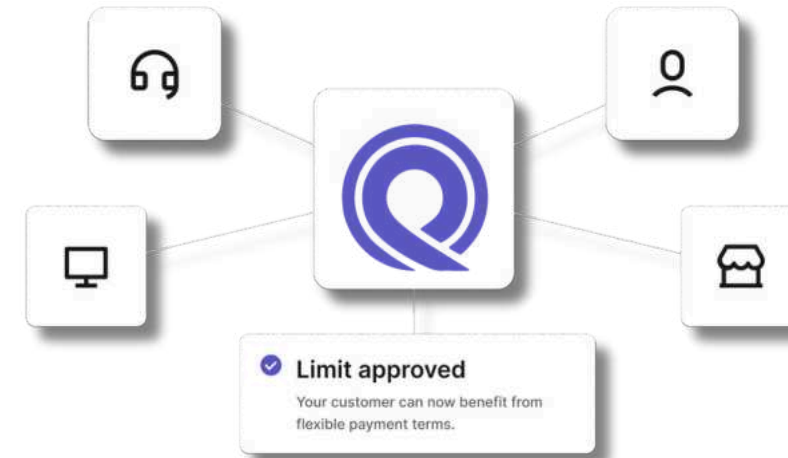 Limit approved
Your customer can now benefit from
flexible payment terms.